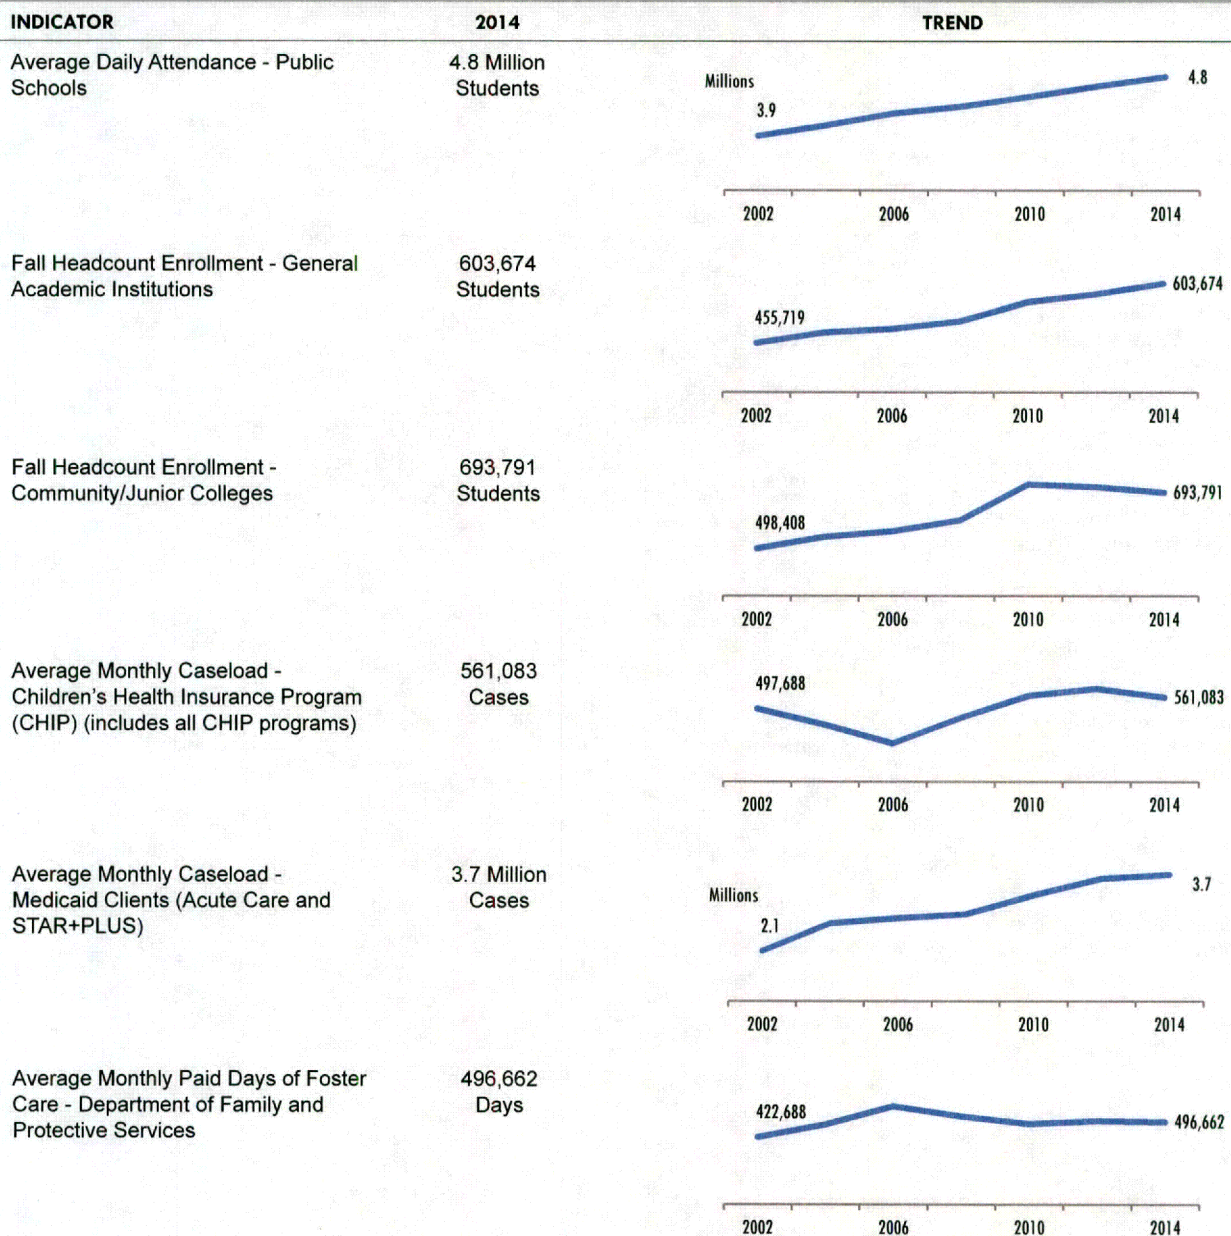 INDICATOR 2014 TREND
Average Daily Attendance - Public
Schools
4.8 Million
Students
Millions
3.9
4.8
2002 2006 2010 2014
Fall Headcount Enrollment - General
Academic Institutions
603,674
Students
455,719
603,674
2002 2006 2010 2014
Fall Headcount Enrollment -
Community/Junior Colleges
693,791
Students
498,408
693,791
2002 2006 2010 2014
Average Monthly Caseload -
Children's Health Insurance Program
(CHIP) (includes all CHIP programs)
561,083
Cases
497,688
561,083
2002 2006 2010 2014
Average Monthly Caseload -
Medicaid Clients (Acute Care and
STAR+PLUS)
3.7 Million
Cases
Millions
2.1
3.7
2002 2006 2010 2014
Average Monthly Paid Days of Foster
Care - Department of Family and
Protective Services
496,662
Days
422,688
496,662
2002 2006 2010 2014